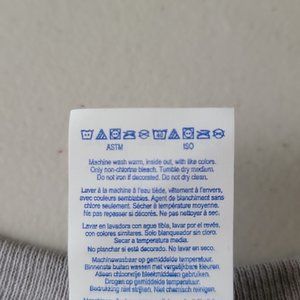 ASTM ISO
Machine wash warm, inside out, with like colors.
Only non-chlorine bleach. Tumble dry medium.
Do not iron if decorated. Do not dry clean.
Laver à la machine à l'eau tiède, vêtement à l'envers,
avec couleurs semblables. Agent de blanchiment sans
chlore seulement. Sécher à température moyenne.
Ne pas repasser si décorés. Ne pas nettoyer à sec.
Lavar en lavadora con agua tibia, lavar por el revés,
con colores similares. Solo blanqueador sin cloro.
Secar a temperatura media.
No planchar si está decorado. No lavar en seco.
Machinewasbaar op gemiddelde temperatuur.
Binnenste buiten wassen met vergelijkbare kleuren.
Alleen chloorvrije bleekmiddelen gebruiken.
Drogen op gemiddelde temperatuur.
Bedrukking niet strijken. Niet chemisch reinigen.